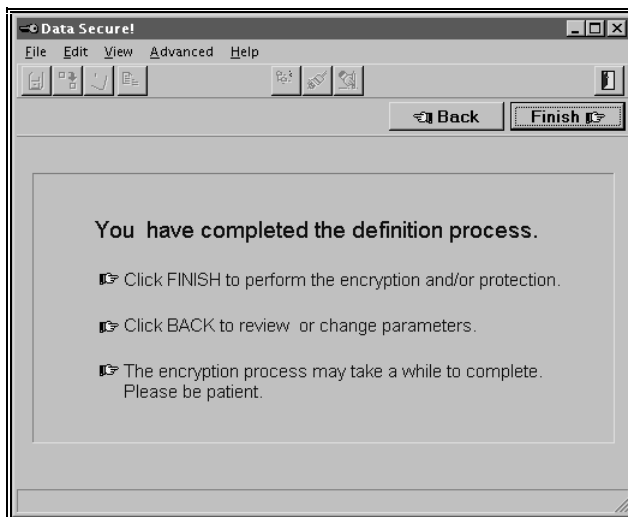 Data Secure!
File Edit View Advanced Help
Back Finish
You have completed the definition process.
Click FINISH to perform the encryption and/or protection.
Click BACK to review or change parameters.
The encryption process may take a while to complete.
Please be patient.